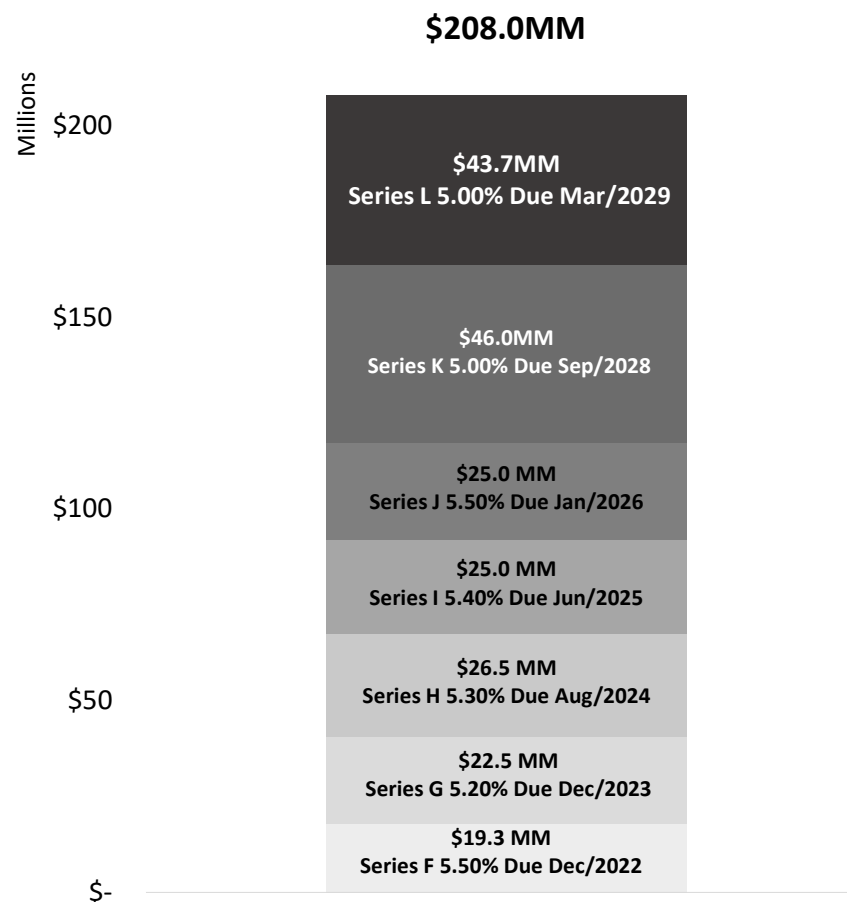 $208.0MM
Millions
$200
$150
$100
$50
$-
$43.7MM
Series L 5.00% Due Mar/2029
$46.0MM
Series K 5.00% Due Sep/2028
$25.0 MM
Series J 5.50% Due Jan/2026
$25.0 MM
Series I 5.40% Due Jun/2025
$26.5 MM
Series H 5.30% Due Aug/2024
$22.5 MM
Series G 5.20% Due Dec/2023
$19.3 MM
Series F 5.50% Due Dec/2022